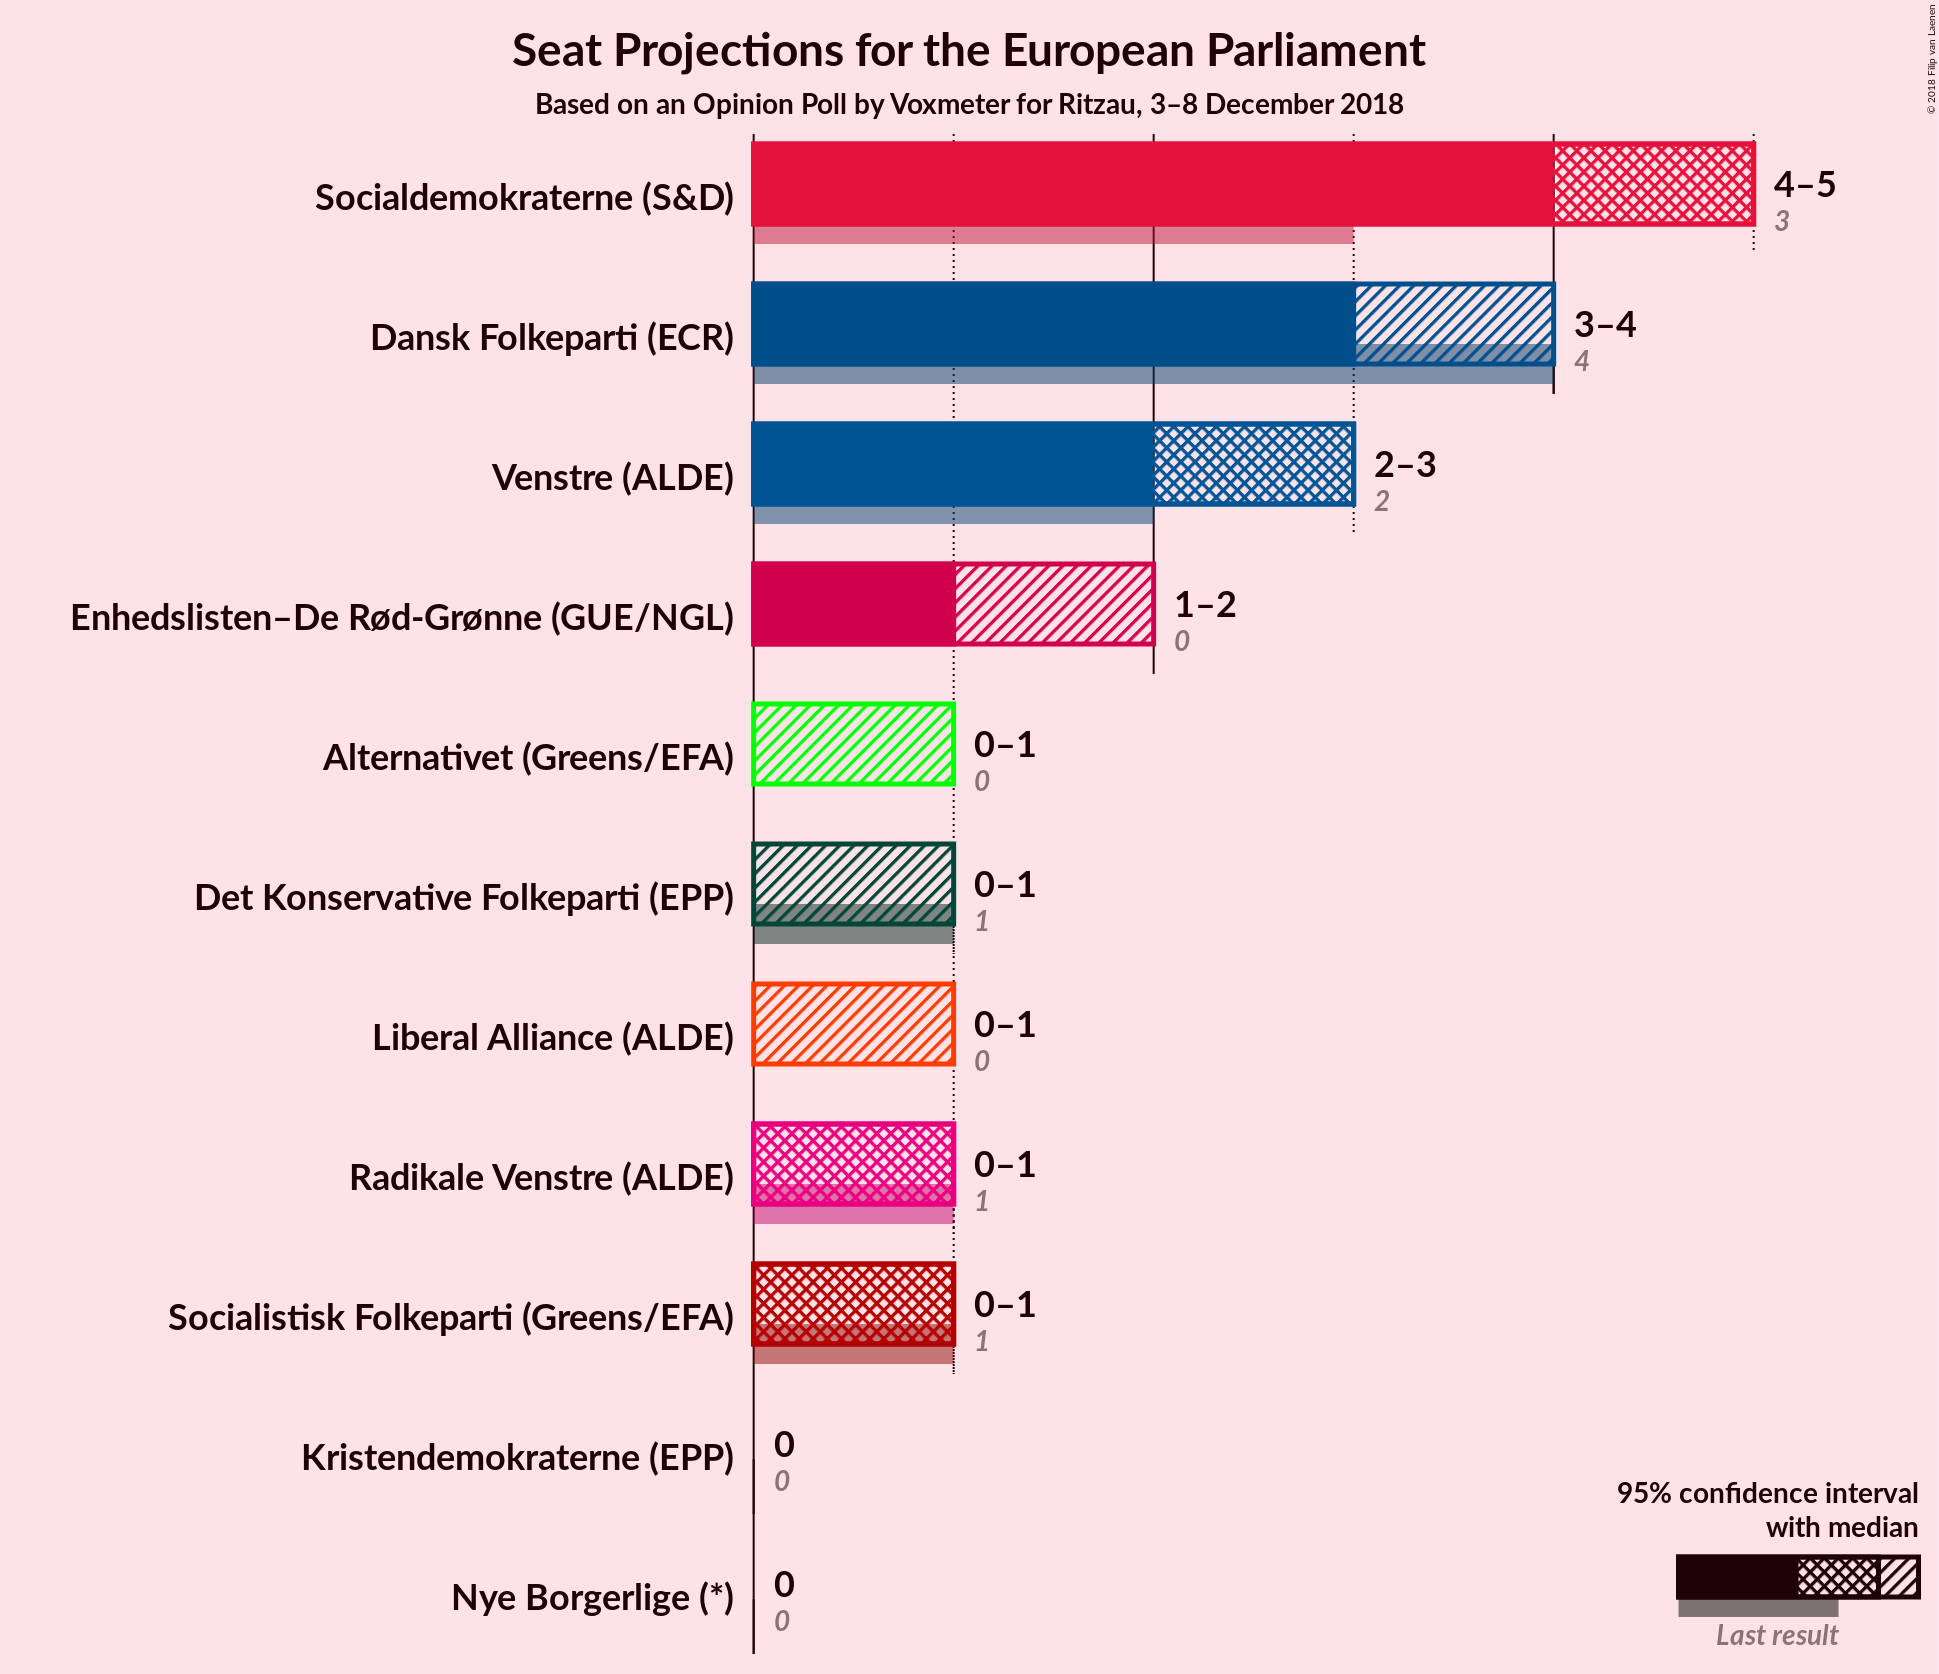 Seat Projections for the European Parliament
Based on an Opinion Poll by Voxmeter for Ritzau, 3–8 December 2018
© 2018 Filip van Laenen
Socialdemokraterne (S&D)
4–5
3
Dansk Folkeparti (ECR)
3–4
4
Venstre (ALDE)
2–3
2
Enhedslisten–De Rød-Grønne (GUE/NGL)
1–2
0
Alternativet (Greens/EFA)
0–1
0
Det Konservative Folkeparti (EPP)
0–1
1
Liberal Alliance (ALDE)
0–1
0
Radikale Venstre (ALDE)
0–1
1
Socialistisk Folkeparti (Greens/EFA)
0–1
1
Kristendemokraterne (EPP)
0
0
Nye Borgerlige (*)
0
0
95% confidence interval
with median
Last result